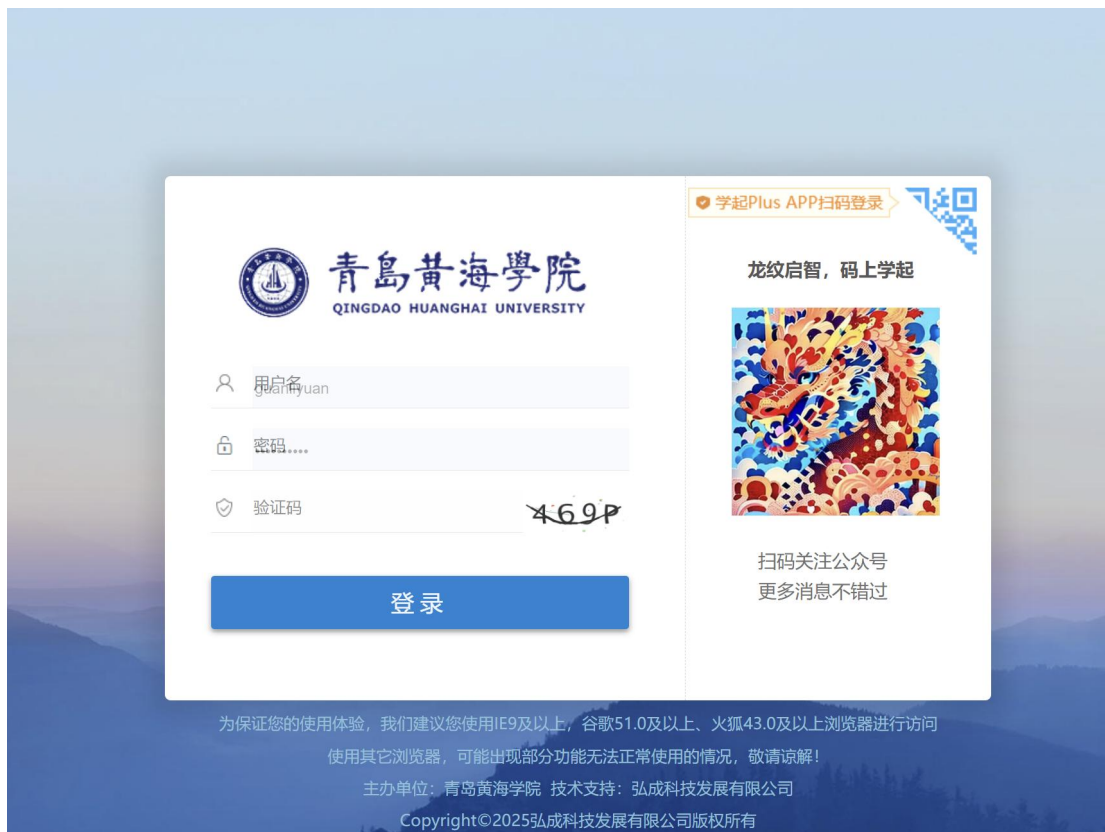 学起Plus APP扫码登录
青島黄海學院
QINGDAO HUANGHAI UNIVERSITY
龙纹启智，码上学起
用户名
guanliyuan
密码
验证码
469P
登录
扫码关注公众号
更多消息不错过
为保证您的使用体验，我们建议您使用IE9及以上，谷歌51.0及以上、火狐43.0及以上浏览器进行访问
使用其它浏览器，可能出现部分功能无法正常使用的情况，敬请谅解！
主办单位：青岛黄海学院 技术支持：弘成科技发展有限公司
Copyright©2025弘成科技发展有限公司版权所有